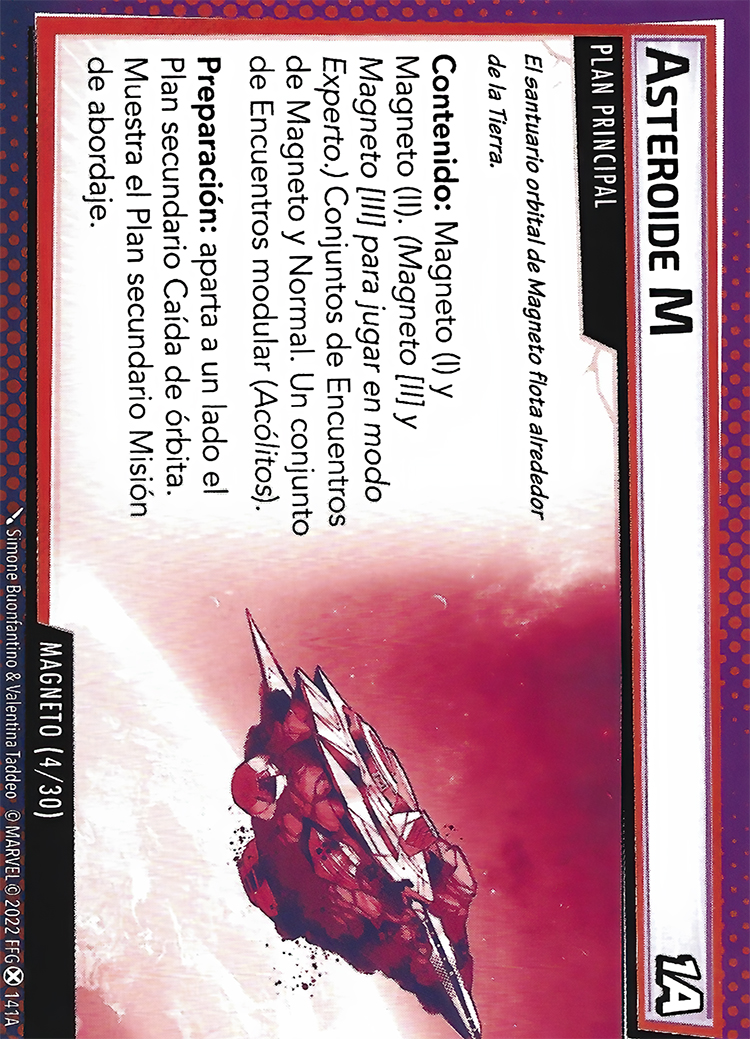 ASTEROIDE M
1A
PLAN PRINCIPAL
El santuario orbital de Magneto flota alrededor
de la Tierra.
Contenido: Magneto (I) y
Magneto (II). (Magneto [II] y
Magneto [III] para jugar en modo
Experto.) Conjuntos de Encuentros
de Magneto y Normal. Un conjunto
de Encuentros modular (Acólitos).
Preparación: aparta a un lado el
Plan secundario Caída de órbita.
Muestra el Plan secundario Misión
de abordaje.
MAGNETO (4/30)
Simone Buonfantino & Valentina Taddeo © MARVEL © 2022 FFG 141A